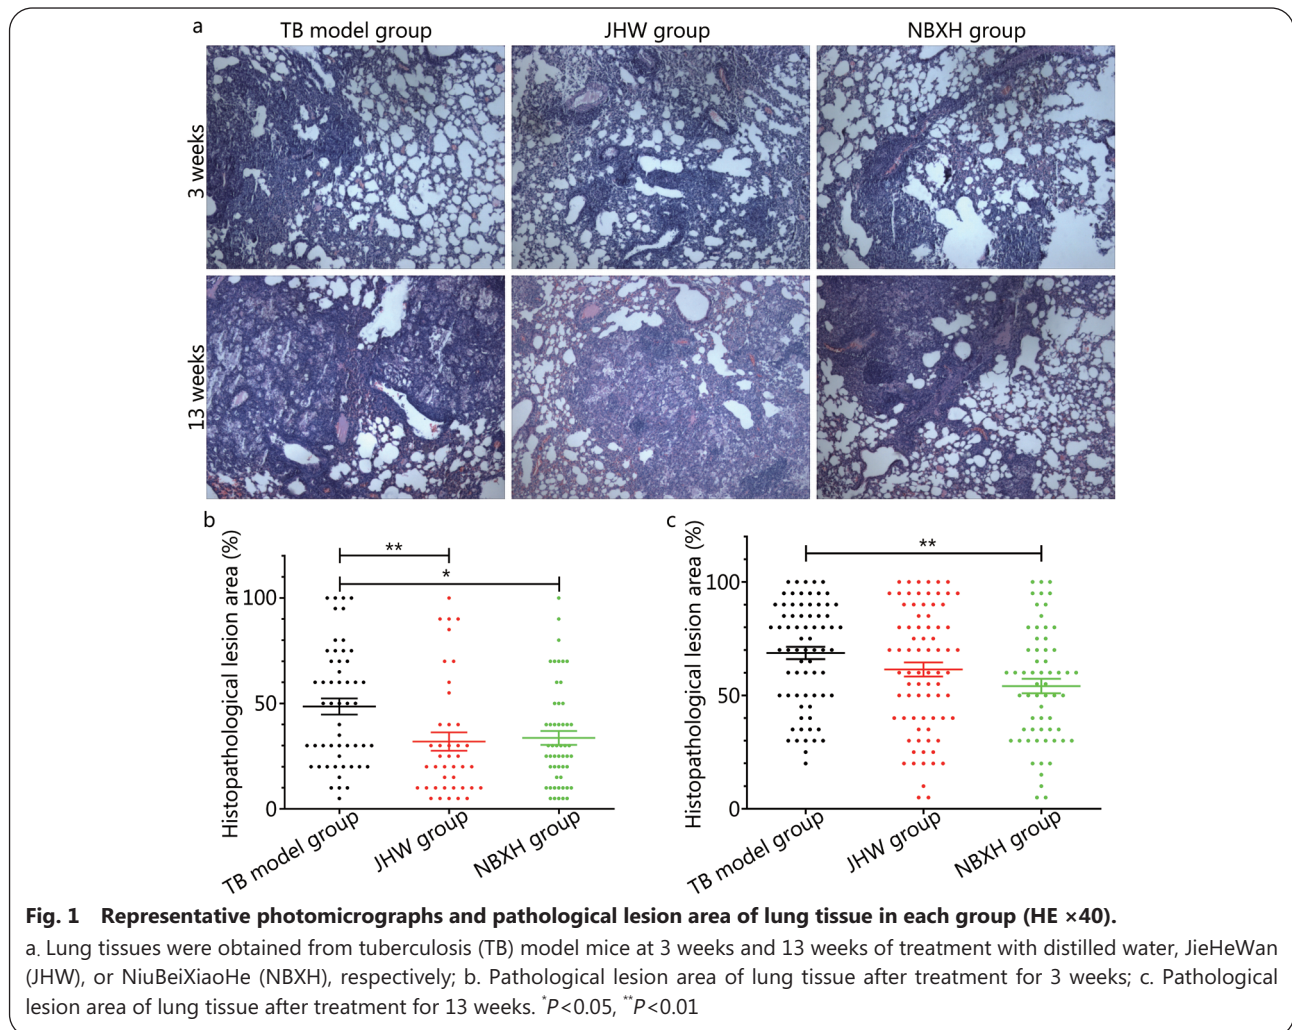 a
TB model group JHW group NBXH group
3 weeks
13 weeks
b
Histopathological lesion area (%)
100
50
0
**
*
TB model group JHW group NBXH group
c
Histopathological lesion area (%)
100
50
0
**
TB model group JHW group NBXH group
Fig. 1 Representative photomicrographs and pathological lesion area of lung tissue in each group (HE ×40).
a. Lung tissues were obtained from tuberculosis (TB) model mice at 3 weeks and 13 weeks of treatment with distilled water, JieHeWan
(JHW), or NiuBeiXiaoHe (NBXH), respectively; b. Pathological lesion area of lung tissue after treatment for 3 weeks; c. Pathological
lesion area of lung tissue after treatment for 13 weeks. *P<0.05, **P<0.01